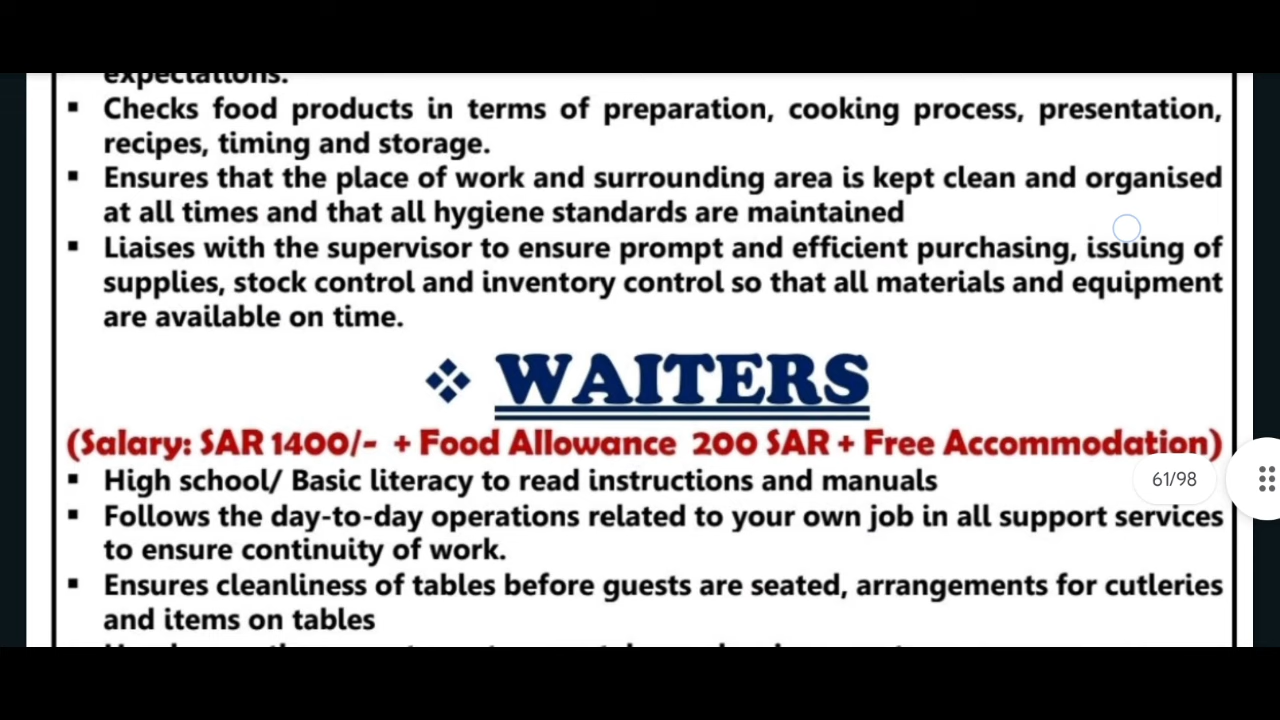 expectations.
▪ Checks food products in terms of preparation, cooking process, presentation,
recipes, timing and storage.
▪ Ensures that the place of work and surrounding area is kept clean and organised
at all times and that all hygiene standards are maintained
▪ Liaises with the supervisor to ensure prompt and efficient purchasing, issuing of
supplies, stock control and inventory control so that all materials and equipment
are available on time.
❖ WAITERS
(Salary: SAR 1400/- + Food Allowance 200 SAR + Free Accommodation)
▪ High school/ Basic literacy to read instructions and manuals
61/98
▪ Follows the day-to-day operations related to your own job in all support services
to ensure continuity of work.
▪ Ensures cleanliness of tables before guests are seated, arrangements for cutleries
and items on tables